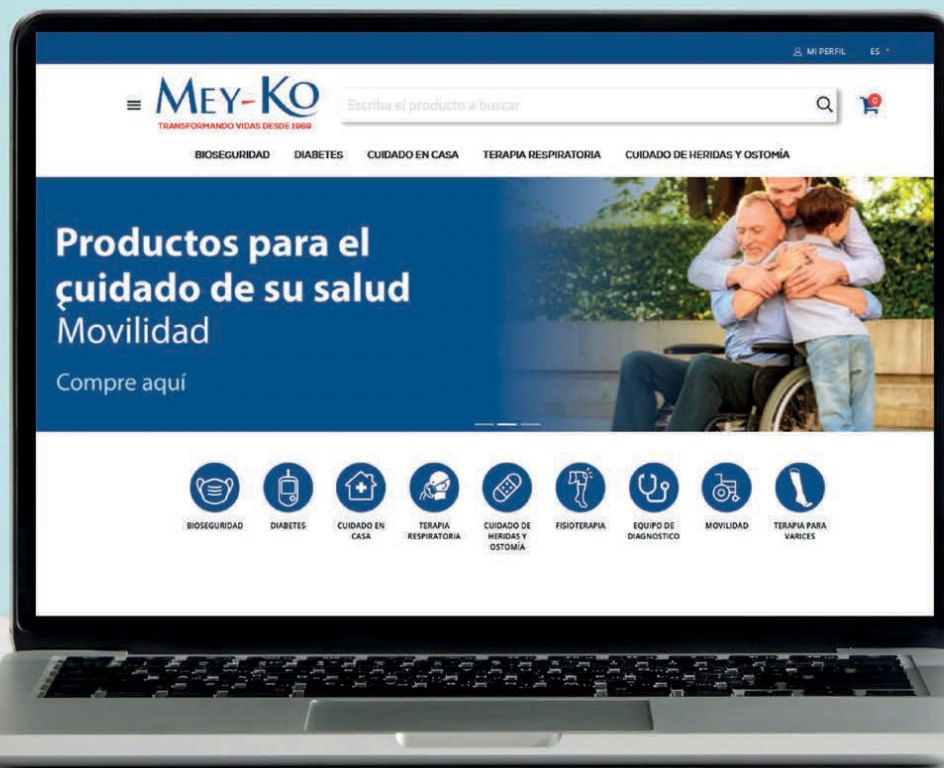 MI PERFIL ES
MEY-KO
TRANSFORMANDO VIDAS DESDE 1969
Escriba el producto a buscar
0
BIOSEGURIDAD DIABETES CUIDADO EN CASA TERAPIA RESPIRATORIA CUIDADO DE HERIDAS Y OSTOMÍA
Productos para el
cuidado de su salud
Movilidad
Compre aquí
BIOSEGURIDAD
DIABETES
CUIDADO EN
CASA
TERAPIA
RESPIRATORIA
CUIDADO DE
HERIDAS Y
OSTOMÍA
FISIOTERAPIA
EQUIPO DE
DIAGNOSTICO
MOVILIDAD
TERAPIA PARA
VARICES